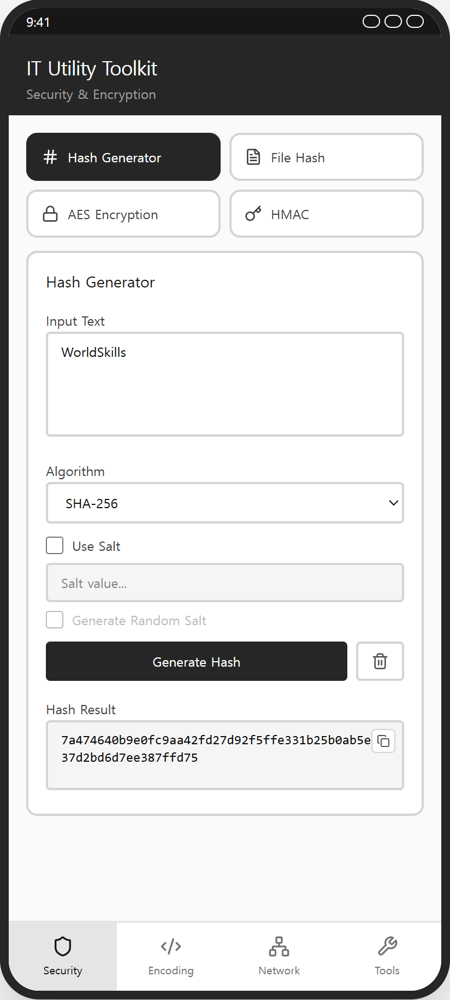 9:41
IT Utility Toolkit
Security & Encryption
Hash Generator
File Hash
AES Encryption
HMAC
Hash Generator
Input Text
WorldSkills
Algorithm
SHA-256
Use Salt
Salt value...
Generate Random Salt
Generate Hash
Hash Result
7a474640b9e0fc9aa42fd27d92f5ffe331b25b0ab5e
37d2bd6d7ee387ffd75
Security
Encoding
Network
Tools